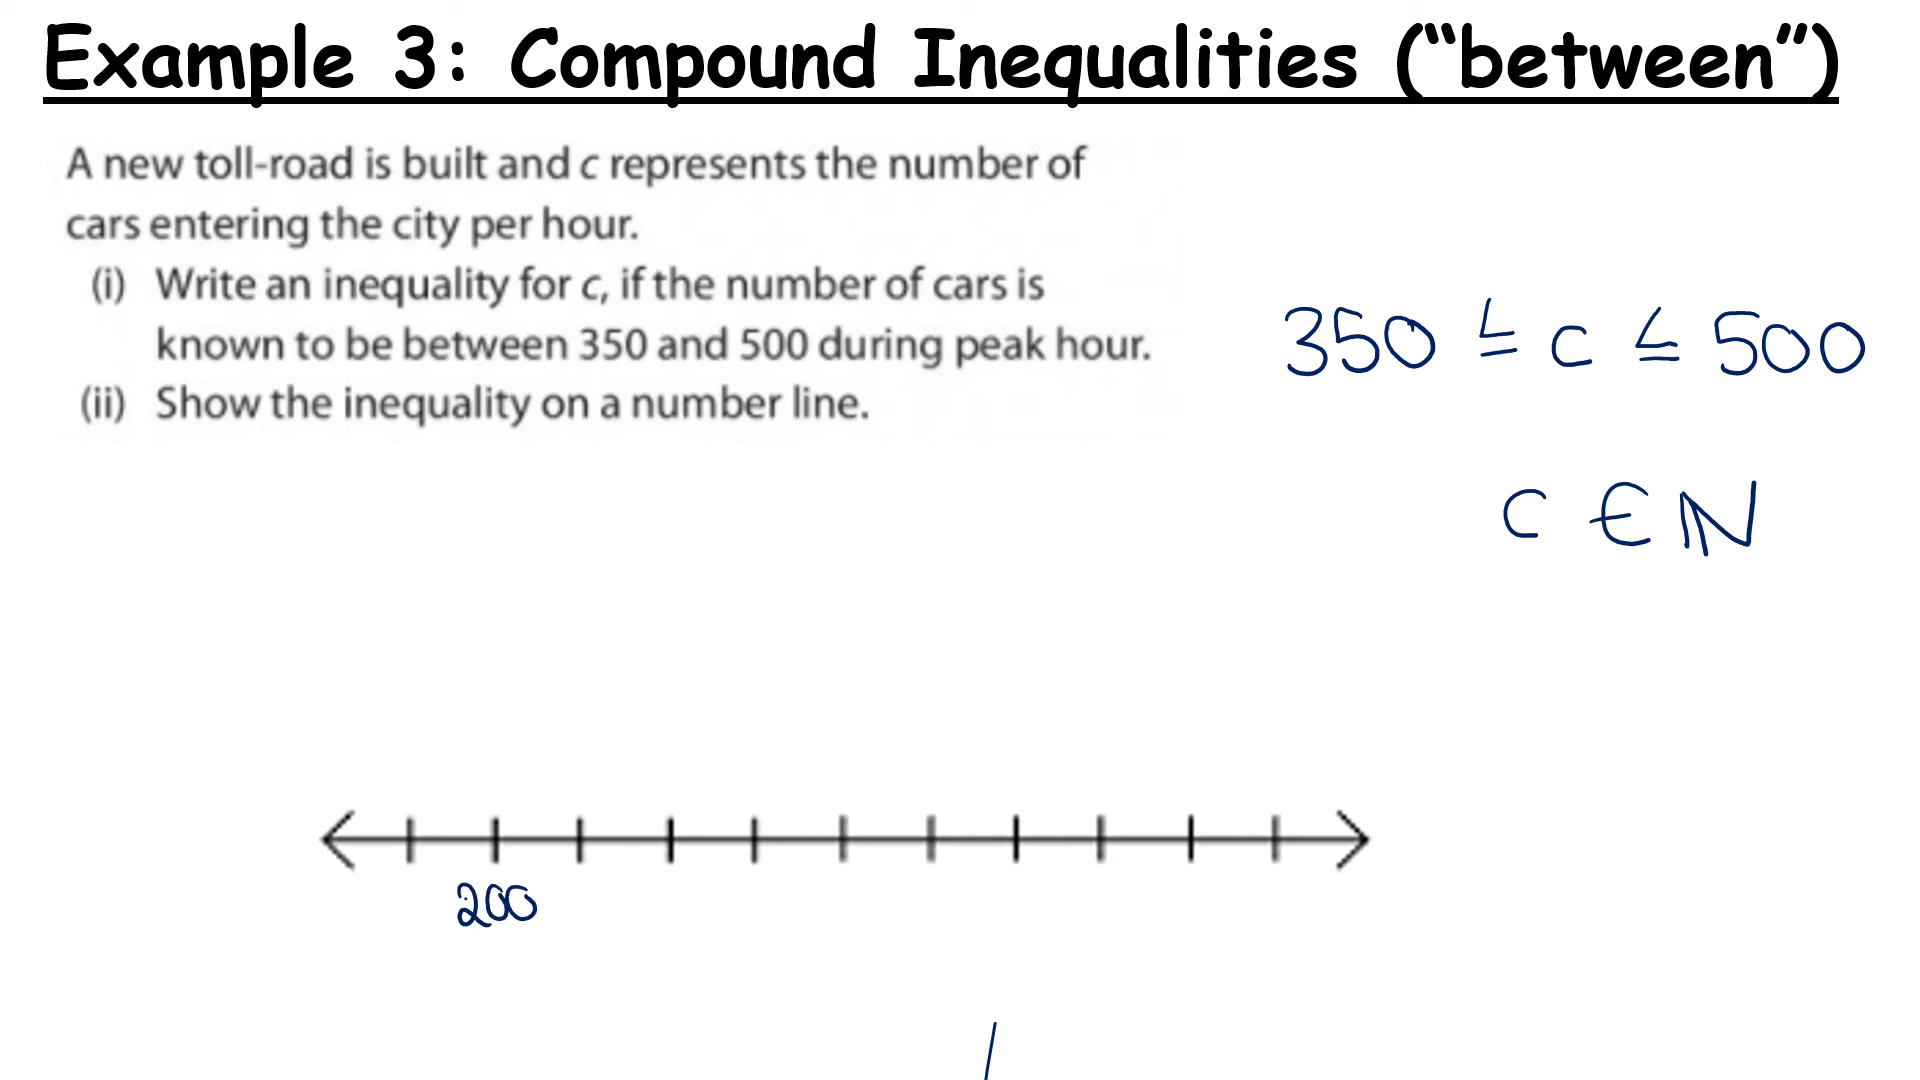 Example 3: Compound Inequalities (“between”)
A new toll-road is built and c represents the number of
cars entering the city per hour.
(i) Write an inequality for c, if the number of cars is
known to be between 350 and 500 during peak hour.
(ii) Show the inequality on a number line.
350 ≤ c ≤ 500
c ∈ ℕ
200